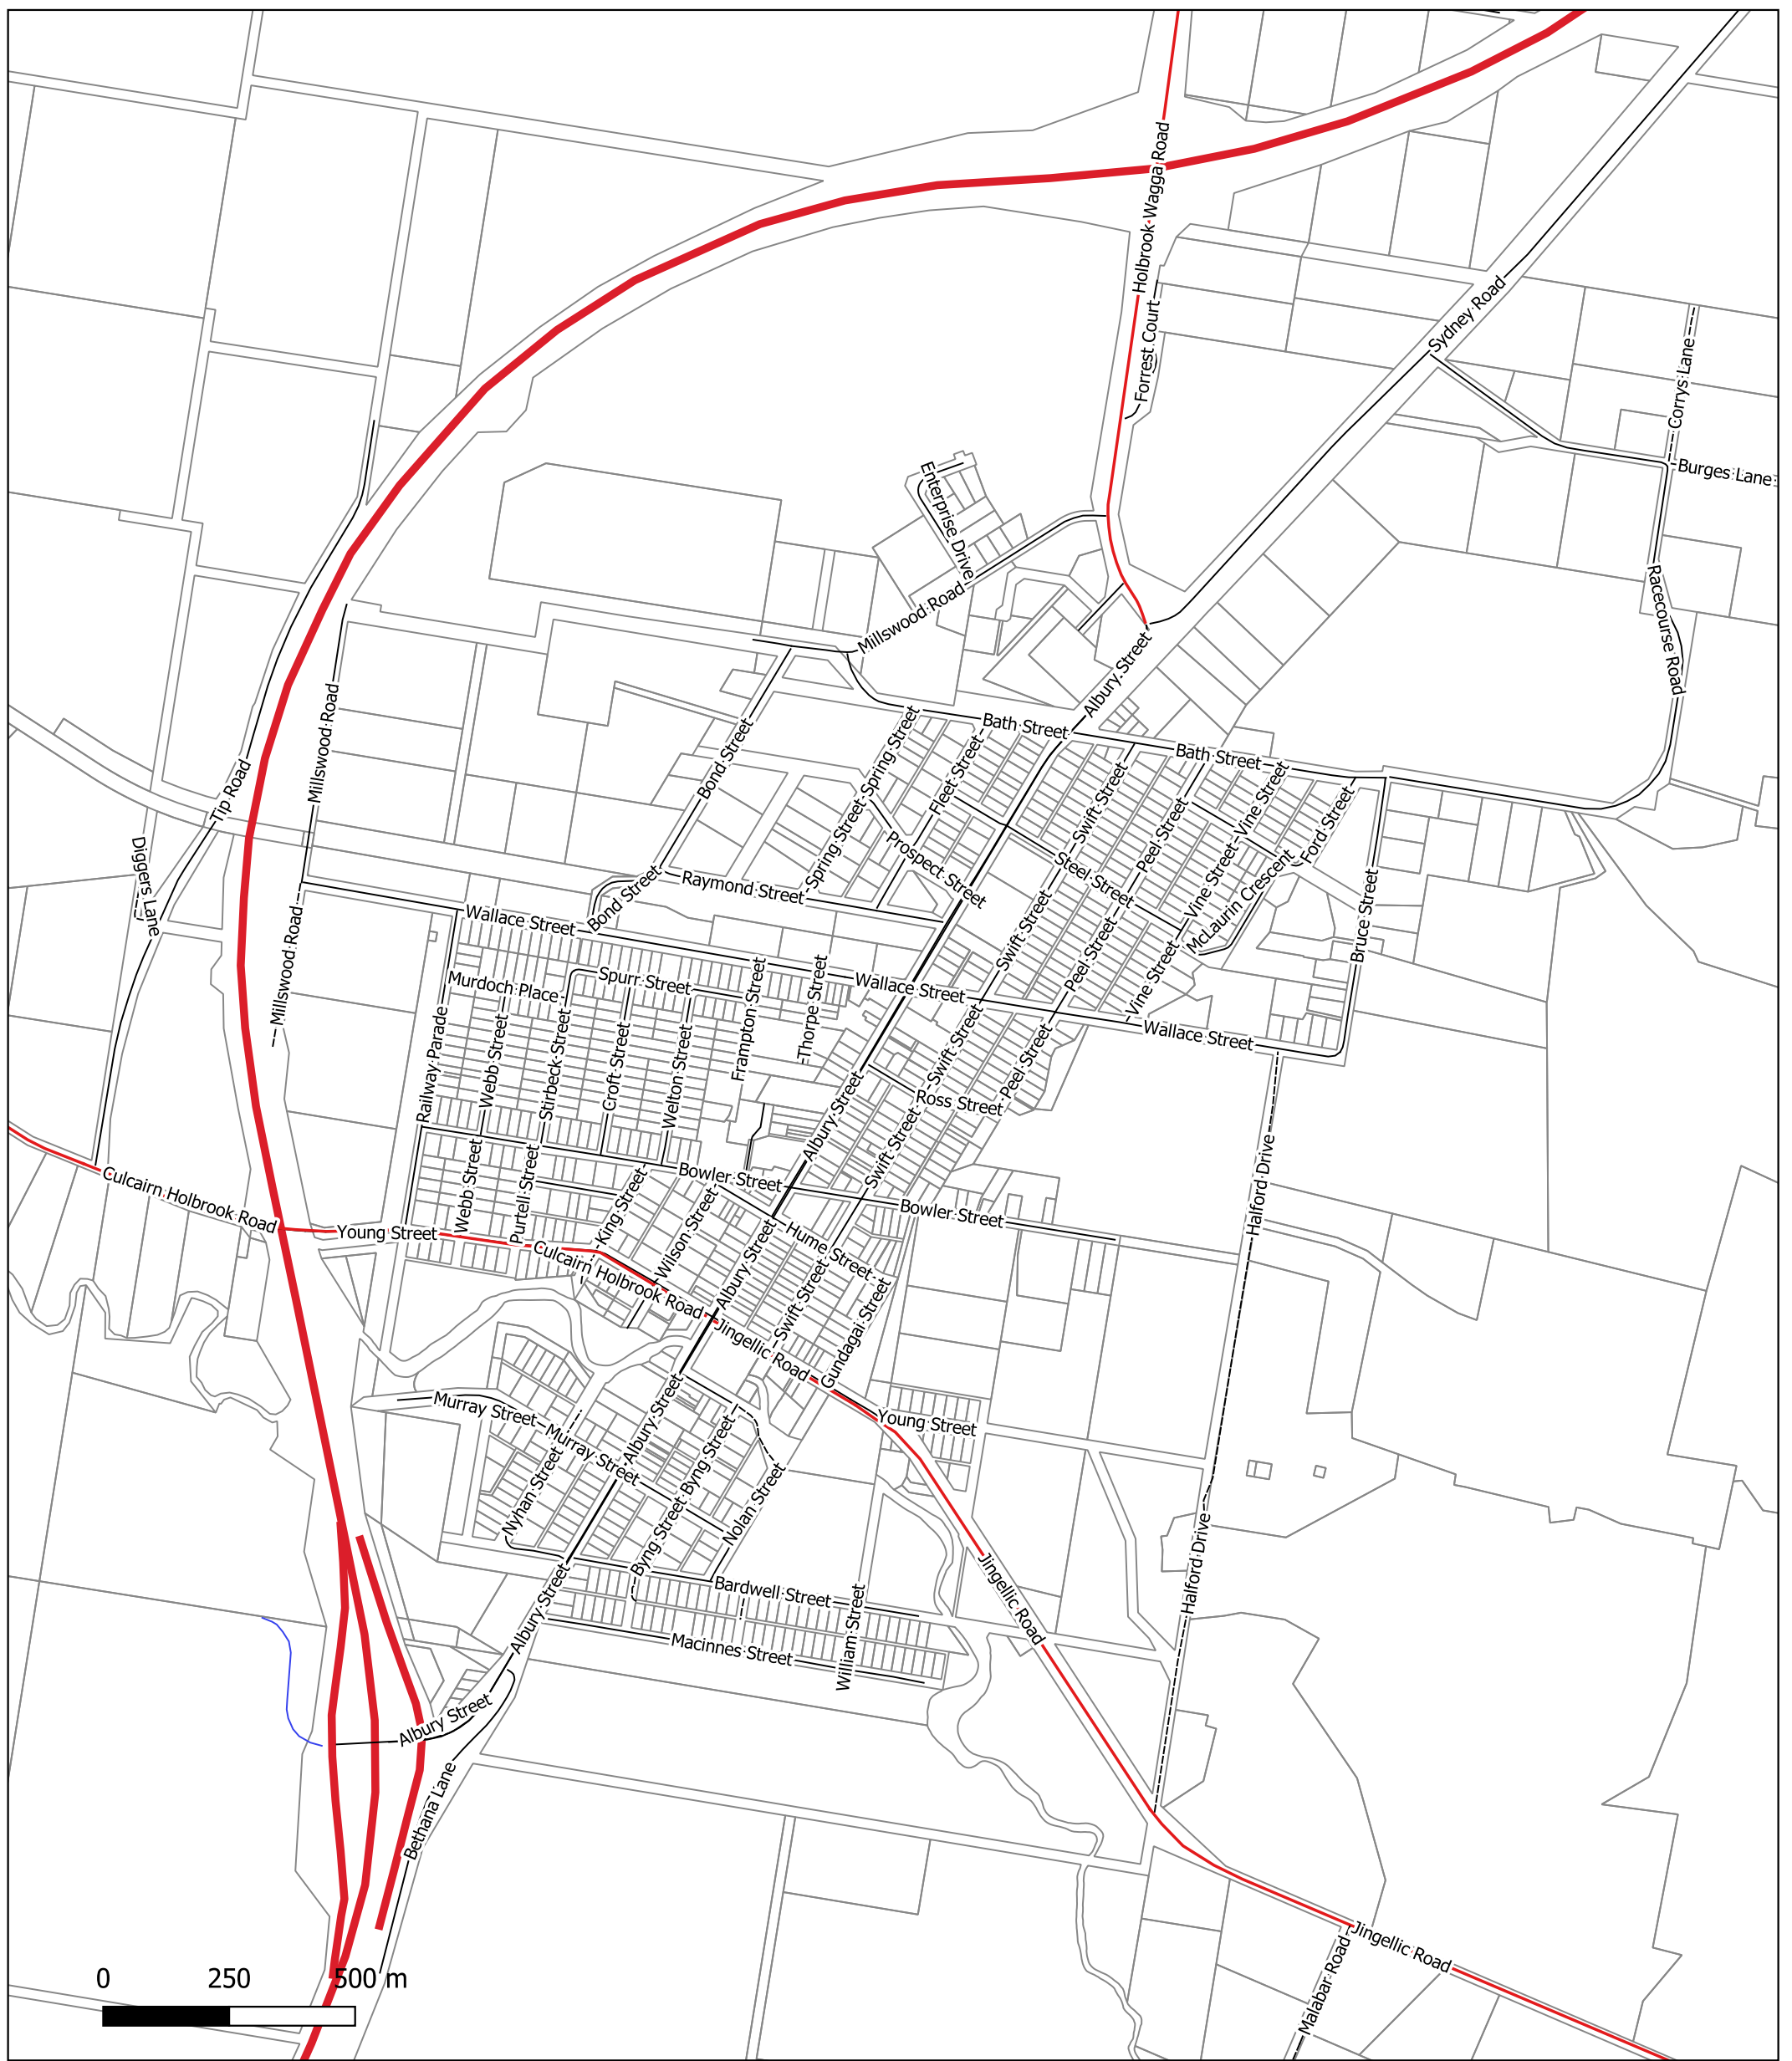 Holbrook Wagga Road
Forrest Court
Sydney Road
Corrys Lane
Burges Lane
Enterprise Drive
Racecourse Road
Millswood Road
Albury Street
Millswood Road
Bond Street
Spring Street
Bath Street
Bath Street
Tip Road
Fleet Street
Swift Street
Vine Street
Peel Street
Ford Street
Spring Street
Prospect Street
Diggers Lane
Bond Street
Raymond Street
Steel Street
Vine Street
McLaurin Crescent
Bruce Street
Wallace Street
Millswood Road
Swift Street
Peel Street
Vine Street
Murdoch Place
Spurr Street
Frampton Street
Thorpe Street
Wallace Street
Wallace Street
Railway Parade
Webb Street
Stirbeck Street
Croft Street
Welton Street
Swift Street
Peel Street
Ross Street
Albury Street
Swift Street
Culcairn Holbrook Road
Webb Street
Purtell Street
King Street
Bowler Street
Bowler Street
Halford Drive
Young Street
Wilson Street
Hume Street
Culcairn Holbrook Road
Albury Street
Swift Street
Gundagai Street
Jingellic Road
Murray Street
Murray Street
Albury Street
Byng Street
Young Street
Nyhan Street
Byng Street
Nolan Street
Bardwell Street
Jingellic Road
Halford Drive
Albury Street
Macinnes Street
William Street
Albury Street
Bethana Lane
Jingellic Road
Malabar Road
0 250 500 m